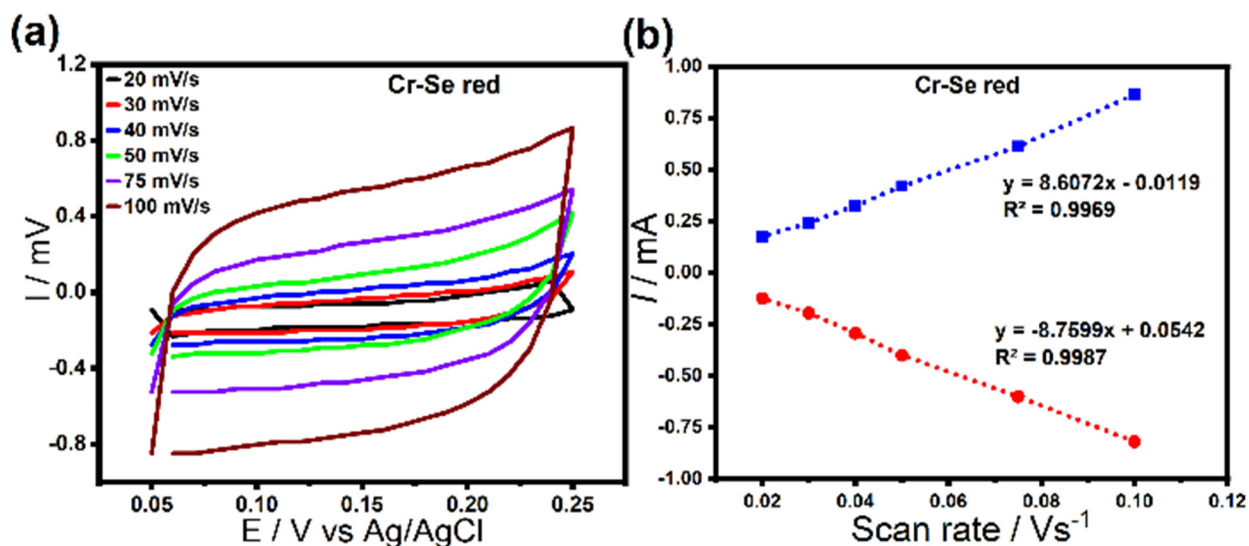 (a)
Cr-Se red
20 mV/s
30 mV/s
40 mV/s
50 mV/s
75 mV/s
100 mV/s
1.2
0.8
0.4
0.0
-0.4
-0.8
I / mV
0.05
0.10
0.15
0.20
0.25
E / V vs Ag/AgCl
(b)
Cr-Se red
1.00
0.75
0.50
0.25
0.00
-0.25
-0.50
-0.75
-1.00
I / mA
y = 8.6072x - 0.0119
R² = 0.9969
y = -8.7599x + 0.0542
R² = 0.9987
0.02
0.04
0.06
0.08
0.10
0.12
Scan rate / Vs⁻¹